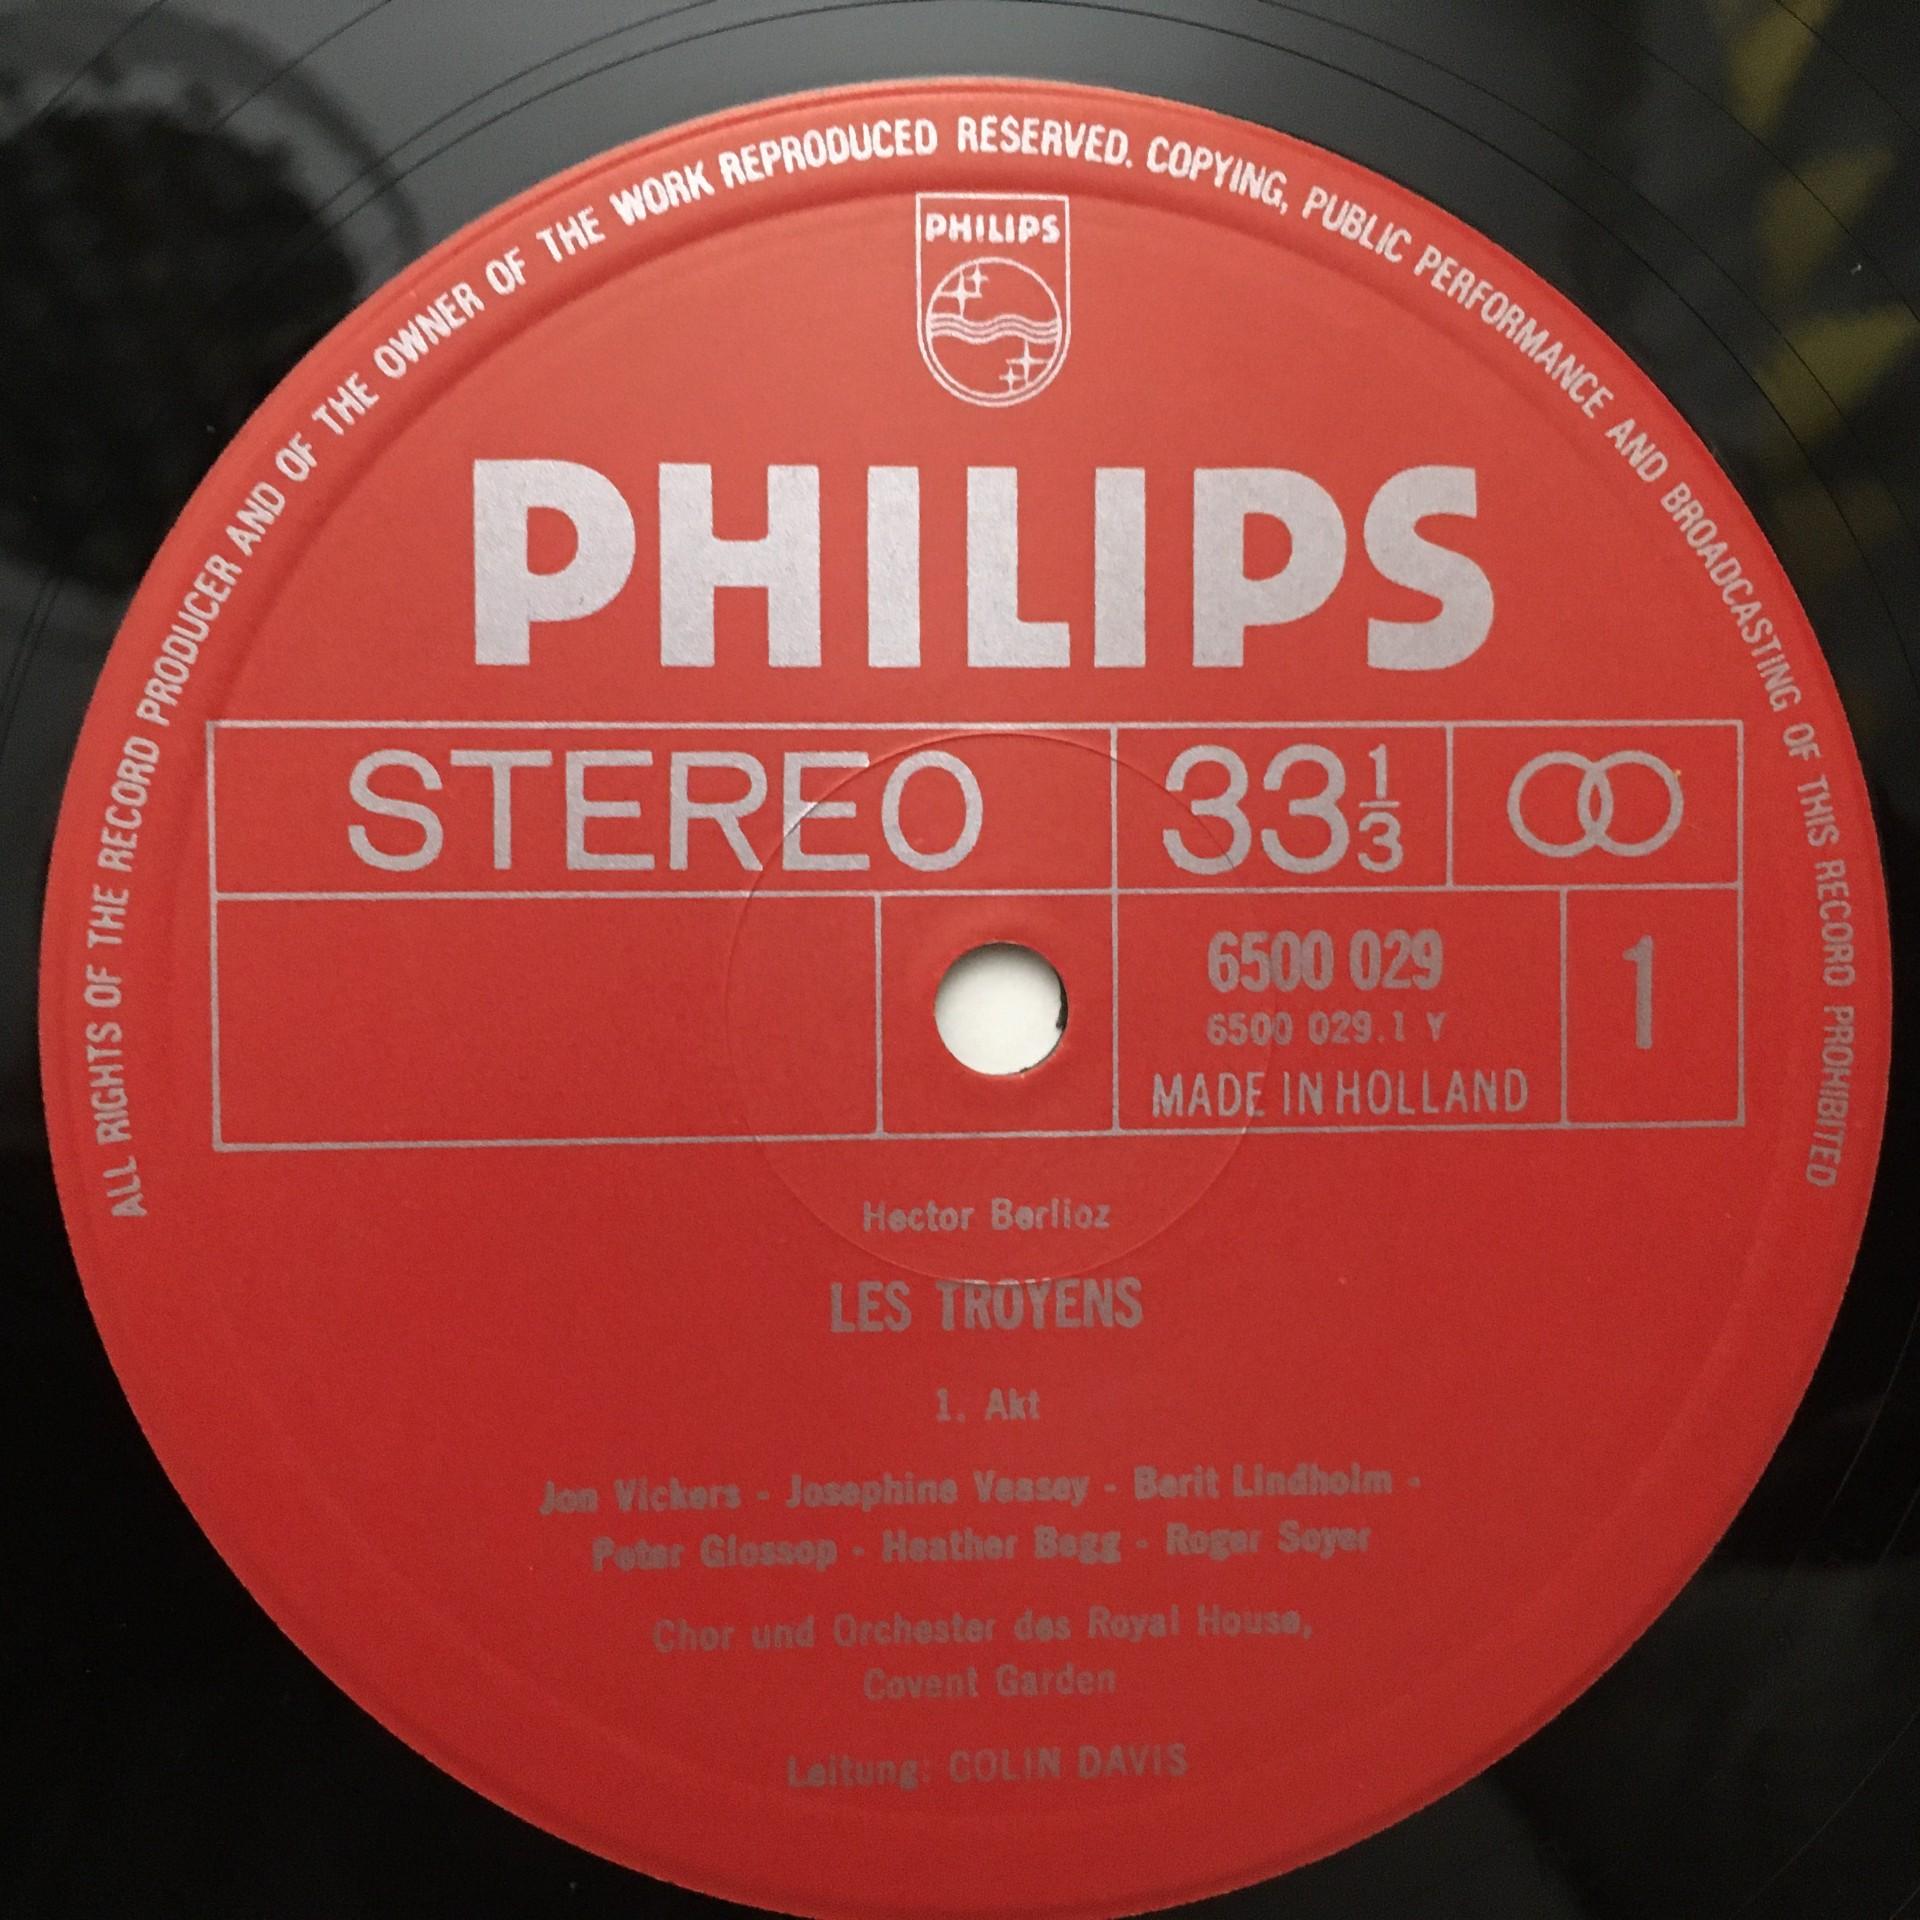 ALL RIGHTS OF THE RECORD PRODUCER AND OF THE OWNER OF THE WORK REPRODUCED RESERVED. COPYING, PUBLIC PERFORMANCE AND BROADCASTING OF THIS RECORD PROHIBITED
PHILIPS
PHILIPS
STEREO 33 1/3
6500 029 1
6500 029.1 Y
MADE IN HOLLAND
Hector Berlioz
LES TROYENS
1. Akt
Jon Vickers - Josephine Veasey - Berit Lindholm -
Peter Glossop - Heather Begg - Roger Soyer
Chor und Orchester des Royal House,
Covent Garden
Leitung: COLIN DAVIS